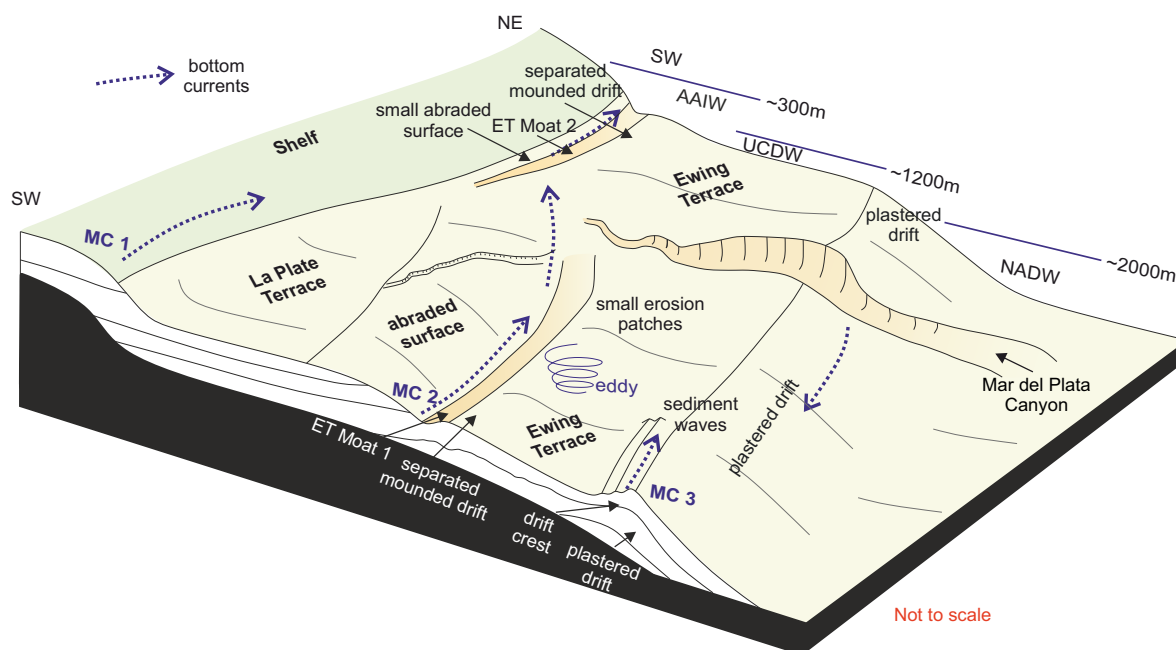 NE
bottom
currents
SW
AAIW
~300m
separated
mounded drift
small abraded
surface
ET Moat 2
UCDW
~1200m
Shelf
Ewing
Terrace
plastered
drift
SW
MC 1
NADW
~2000m
La Plate
Terrace
abraded
surface
small erosion
patches
eddy
MC 2
Mar del Plata
Canyon
sediment
waves
plastered drift
Ewing
Terrace
ET Moat 1
separated
mounded drift
MC 3
drift
crest
plastered
drift
Not to scale